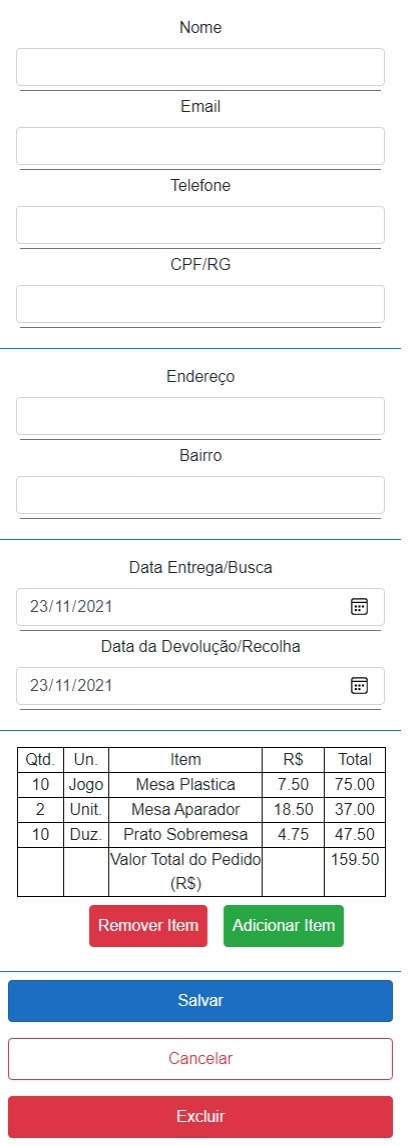 Nome
Email
Telefone
CPF/RG
Endereço
Bairro
Data Entrega/Busca
23/11/2021
Data da Devolução/Recolha
23/11/2021
Qtd. Un. Item R$ Total
10 Jogo Mesa Plastica 7.50 75.00
2 Unit. Mesa Aparador 18.50 37.00
10 Duz. Prato Sobremesa 4.75 47.50
Valor Total do Pedido 159.50
(R$)
Remover Item Adicionar Item
Salvar
Cancelar
Excluir